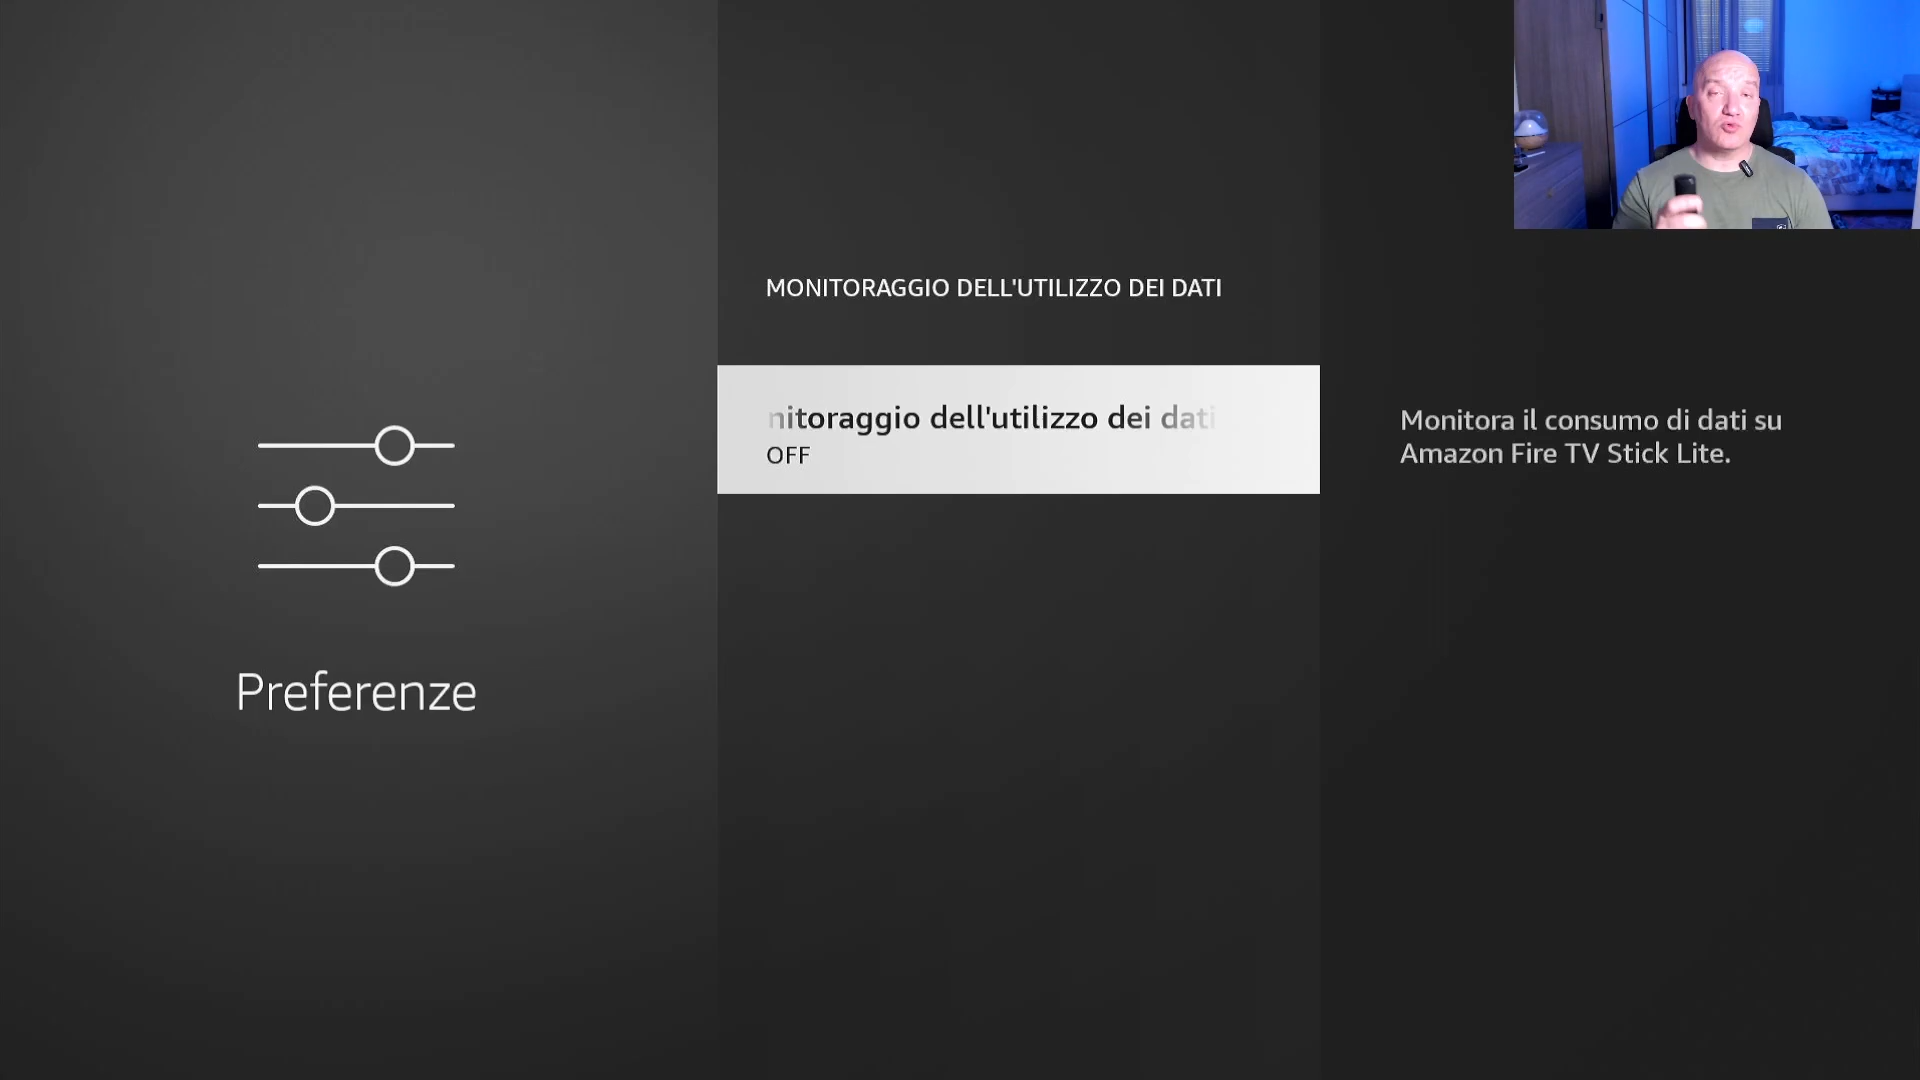 MONITORAGGIO DELL'UTILIZZO DEI DATI
nitoraggio dell'utilizzo dei dati
OFF
Monitora il consumo di dati su
Amazon Fire TV Stick Lite.
Preferenze